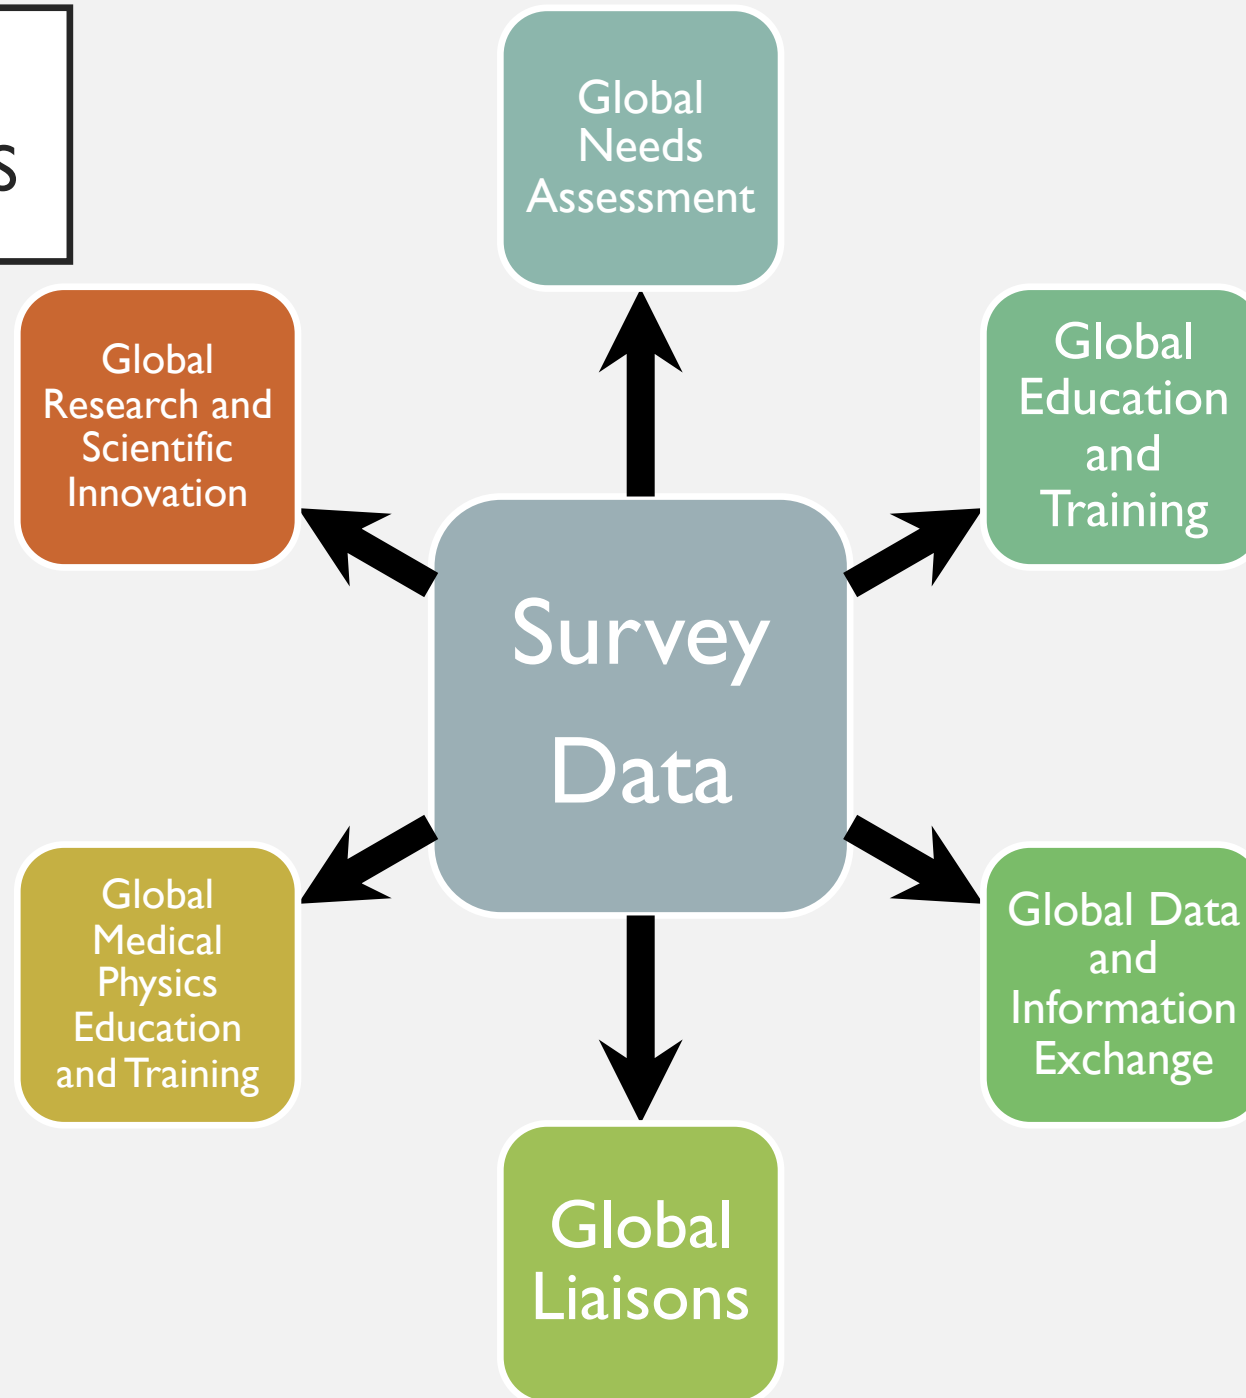 Global
Needs
Assessment
Global
Research and
Scientific
Innovation
Global
Education
and
Training
Survey
Data
Global
Medical
Physics
Education
and Training
Global Data
and
Information
Exchange
Global
Liaisons